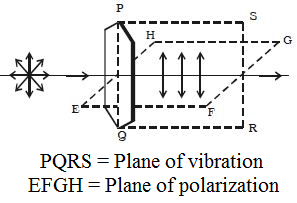 P
S
H
G
E
F
Q
R
PQRS = Plane of vibration
EFGH = Plane of polarization